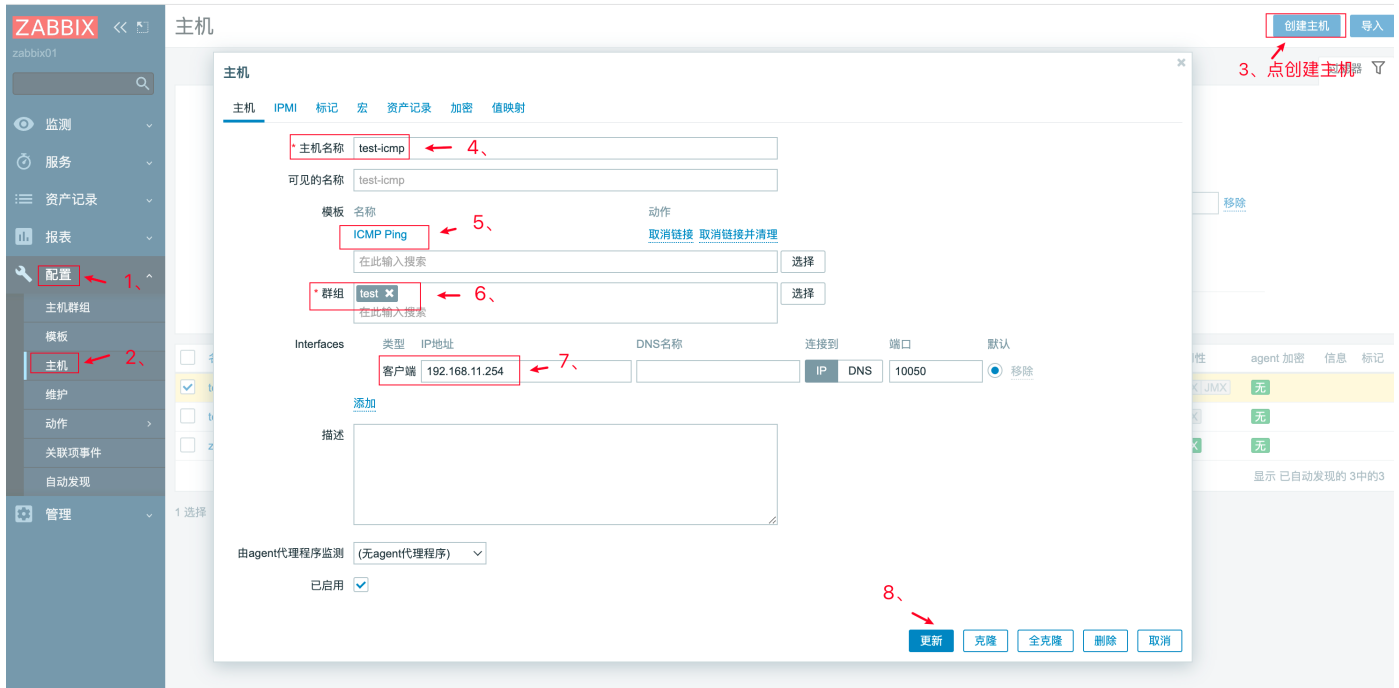 ZABBIX
zabbix01
监测
服务
资产记录
报表
配置
1、
主机群组
模板
主机
2、
维护
动作
关联项事件
自动发现
管理
主机
创建主机
导入
3、点创建主机
主机
主机 IPMI 标记 宏 资产记录 加密 值映射
* 主机名称 test-icmp
4、
可见的名称 test-icmp
模板 名称 动作
5、
ICMP Ping 取消链接 取消链接并清理
在此输入搜索 选择
* 群组 test 选择
6、
在此输入搜索
Interfaces 类型 IP地址 DNS名称 连接到 端口 默认
客户端 192.168.11.254 IP DNS 10050 移除
7、
添加
描述
由agent代理程序监测 (无agent代理程序)
已启用
8、
更新 克隆 全克隆 删除 取消
移除
agent 加密 信息 标记
JMX 无
无
无
显示 已自动发现的 3中的3
1 选择